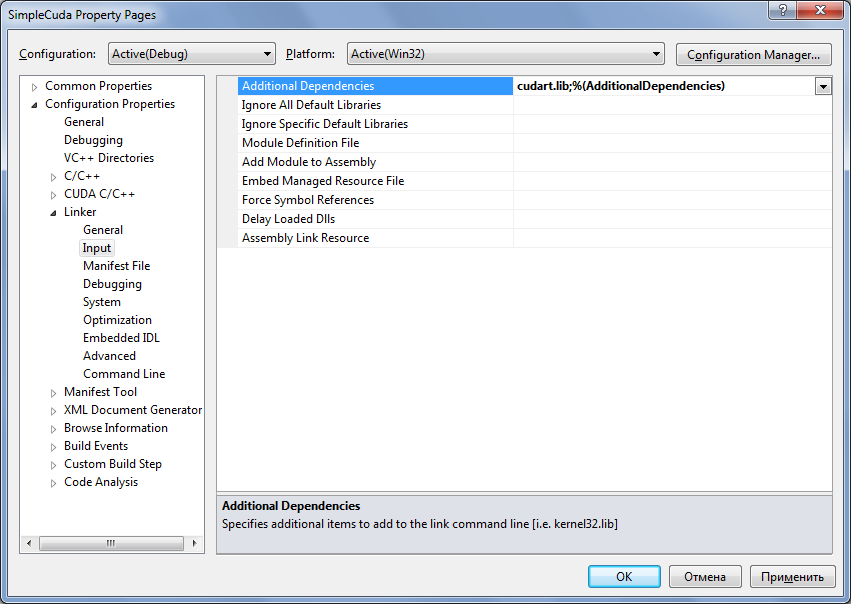 SimpleCuda Property Pages
Configuration: Active(Debug) Platform: Active(Win32) Configuration Manager...
Common Properties
Configuration Properties
General
Debugging
VC++ Directories
C/C++
CUDA C/C++
Linker
General
Input
Manifest File
Debugging
System
Optimization
Embedded IDL
Advanced
Command Line
Manifest Tool
XML Document Generator
Browse Information
Build Events
Custom Build Step
Code Analysis
Additional Dependencies cudart.lib;%(AdditionalDependencies)
Ignore All Default Libraries
Ignore Specific Default Libraries
Module Definition File
Add Module to Assembly
Embed Managed Resource File
Force Symbol References
Delay Loaded Dlls
Assembly Link Resource
Additional Dependencies
Specifies additional items to add to the link command line [i.e. kernel32.lib]
OK Отмена Применить